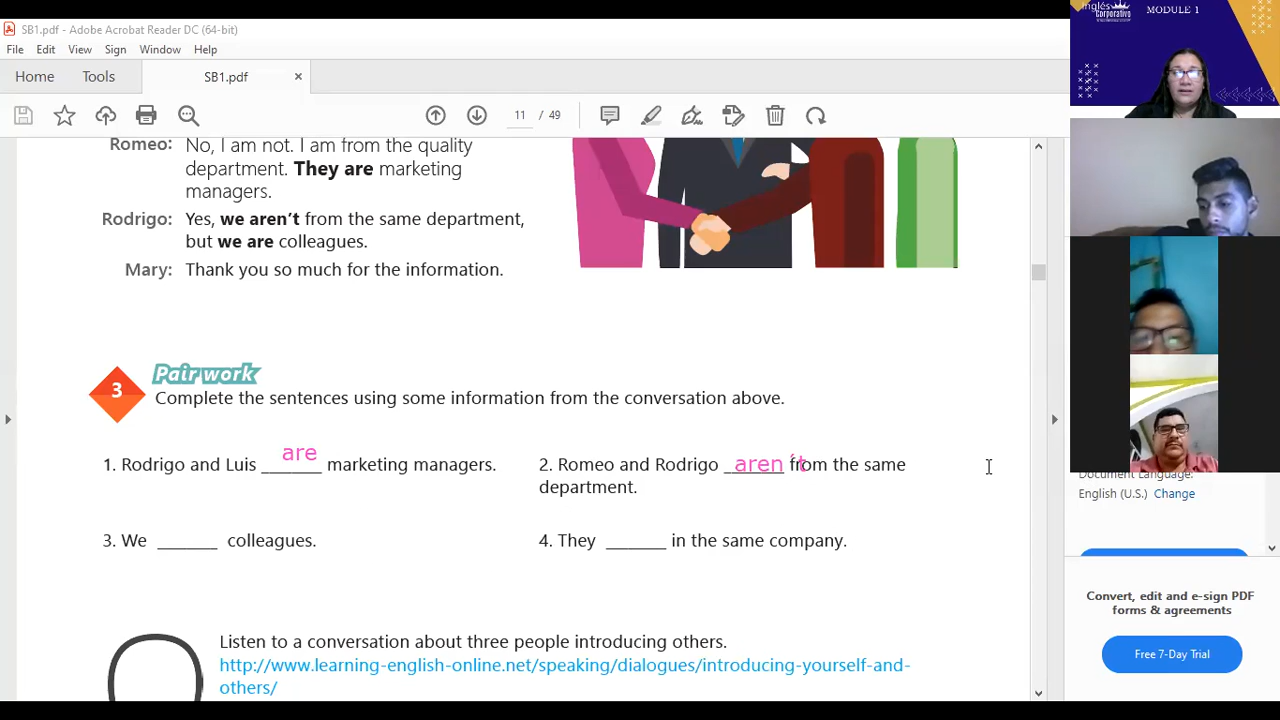 SB1.pdf - Adobe Acrobat Reader DC (64-bit)
File Edit View Sign Window Help
Home Tools SB1.pdf ×
11 / 49
Romeo: No, I am not. I am from the quality
department. They are marketing
managers.
Rodrigo: Yes, we aren't from the same department,
but we are colleagues.
Mary: Thank you so much for the information.
3 Pair work
Complete the sentences using some information from the conversation above.
1. Rodrigo and Luis _______ marketing managers.
are
2. Romeo and Rodrigo _______ from the same
aren´t
department.
3. We _______ colleagues.
4. They _______ in the same company.
Listen to a conversation about three people introducing others.
http://www.learning-english-online.net/speaking/dialogues/introducing-yourself-and-
others/
Inglés
Corporativo
MODULE 1
Document Language:
English (U.S.) Change
Convert, edit and e-sign PDF
forms & agreements
Free 7-Day Trial